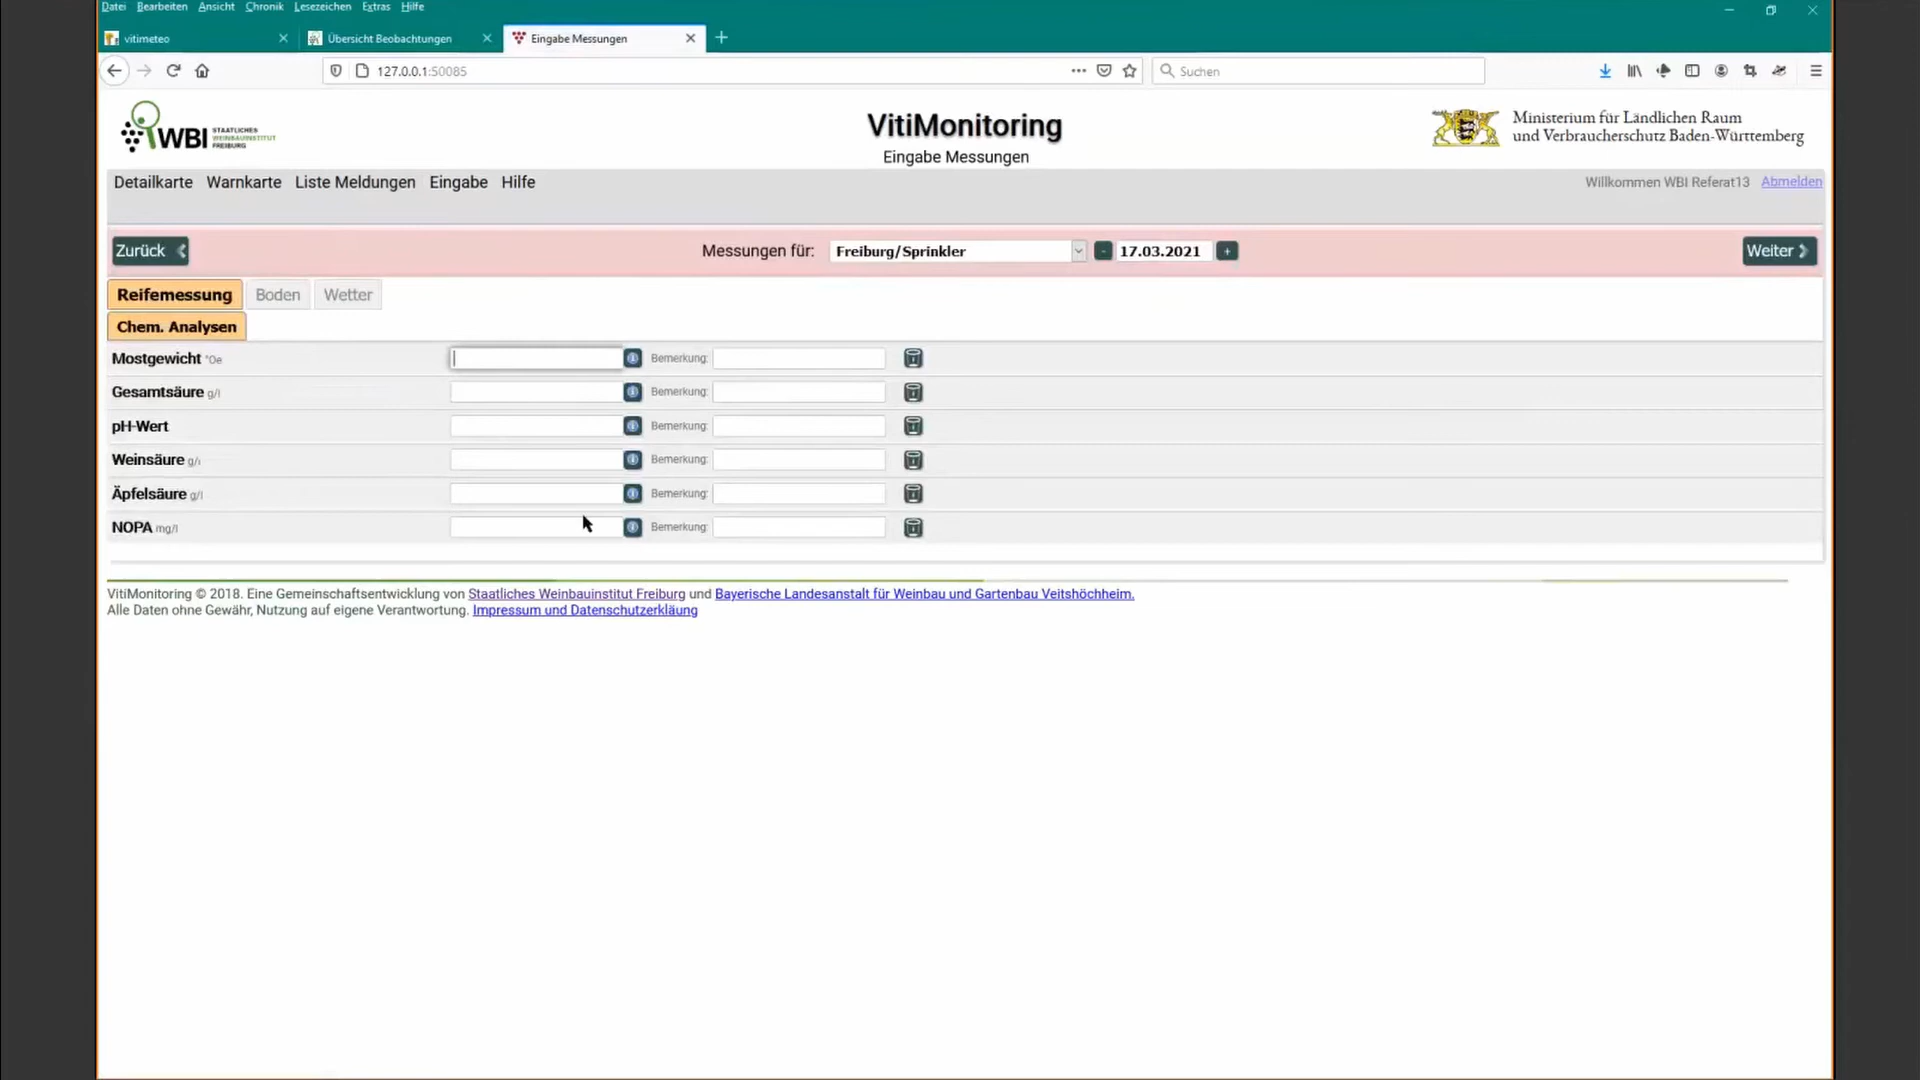 Datei Bearbeiten Ansicht Chronik Lesezeichen Extras Hilfe
vitimeteo Übersicht Beobachtungen Eingabe Messungen
127.0.0.1:50085 Suchen
WBI STAATLICHES
WEINBAUINSTITUT
FREIBURG
VitiMonitoring
Eingabe Messungen
Ministerium für Ländlichen Raum
und Verbraucherschutz Baden-Württemberg
Detailkarte Warnkarte Liste Meldungen Eingabe Hilfe Willkommen WBI Referat13 Abmelden
Zurück Messungen für: Freiburg/Sprinkler - 17.03.2021 + Weiter
Reifemessung Boden Wetter
Chem. Analysen
Mostgewicht °Oe Bemerkung:
Gesamtsäure g/l Bemerkung:
pH-Wert Bemerkung:
Weinsäure g/l Bemerkung:
Äpfelsäure g/l Bemerkung:
NOPA mg/l Bemerkung:
VitiMonitoring © 2018. Eine Gemeinschaftsentwicklung von Staatliches Weinbauinstitut Freiburg und Bayerische Landesanstalt für Weinbau und Gartenbau Veitshöchheim.
Alle Daten ohne Gewähr, Nutzung auf eigene Verantwortung. Impressum und Datenschutzerkläung